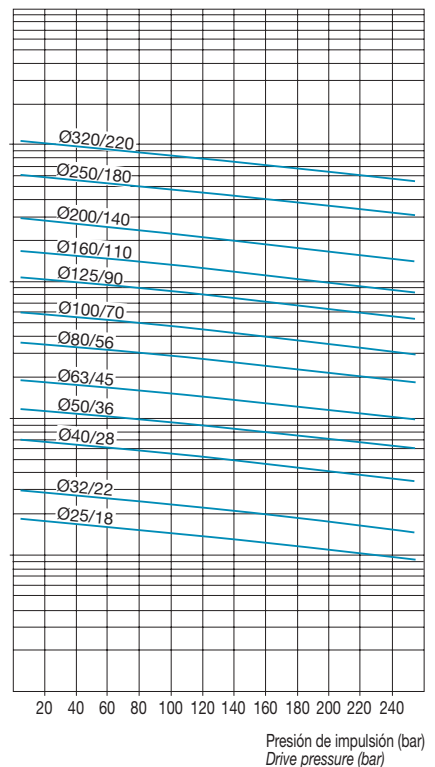 Ø320/220
Ø250/180
Ø200/140
Ø160/110
Ø125/90
Ø100/70
Ø80/56
Ø63/45
Ø50/36
Ø40/28
Ø32/22
Ø25/18
20 40 60 80 100 120 140 160 180 200 220 240
Presión de impulsión (bar)
Drive pressure (bar)